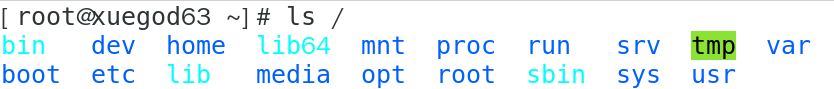 [root@xuegod63 ~]# ls /
bin dev home lib64 mnt proc run srv tmp var
boot etc lib media opt root sbin sys usr